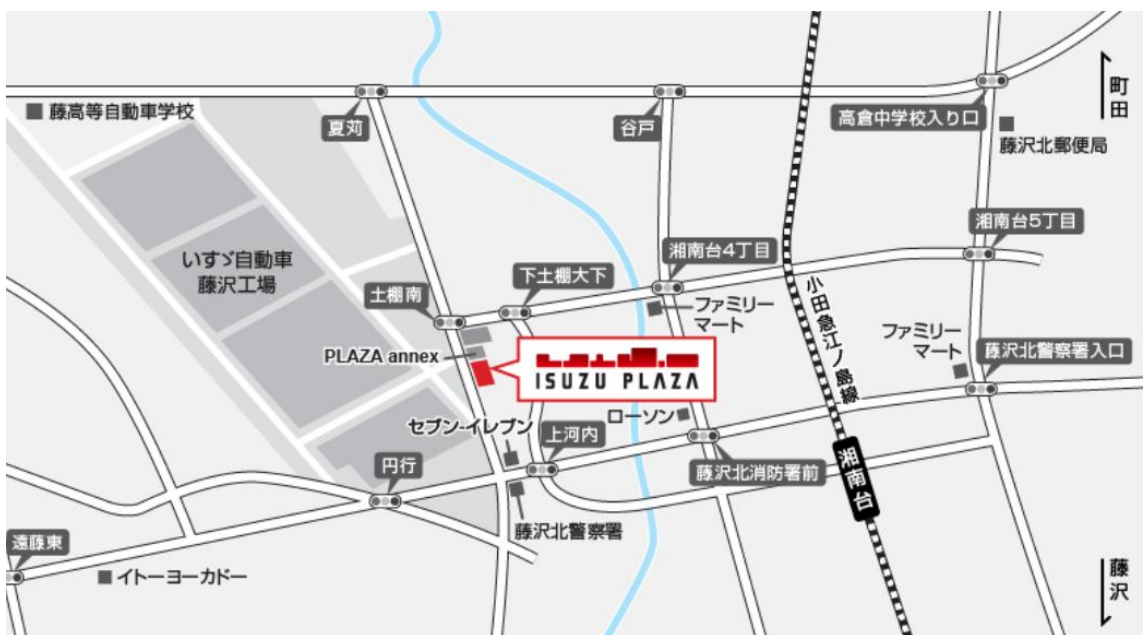 藤高等自動車学校
夏苅
谷戸
高倉中学校入り口
町田
藤沢北郵便局
いすゞ自動車
藤沢工場
土棚南
下土棚大下
湘南台4丁目
湘南台5丁目
ファミリー
マート
小田急江ノ島線
ファミリー
マート
藤沢北警察署入口
PLAZA annex
ISUZU PLAZA
セブン-イレブン
上河内
ローソン
藤沢北消防署前
湘南台
円行
藤沢北警察署
遠藤東
イトーヨーカドー
藤沢